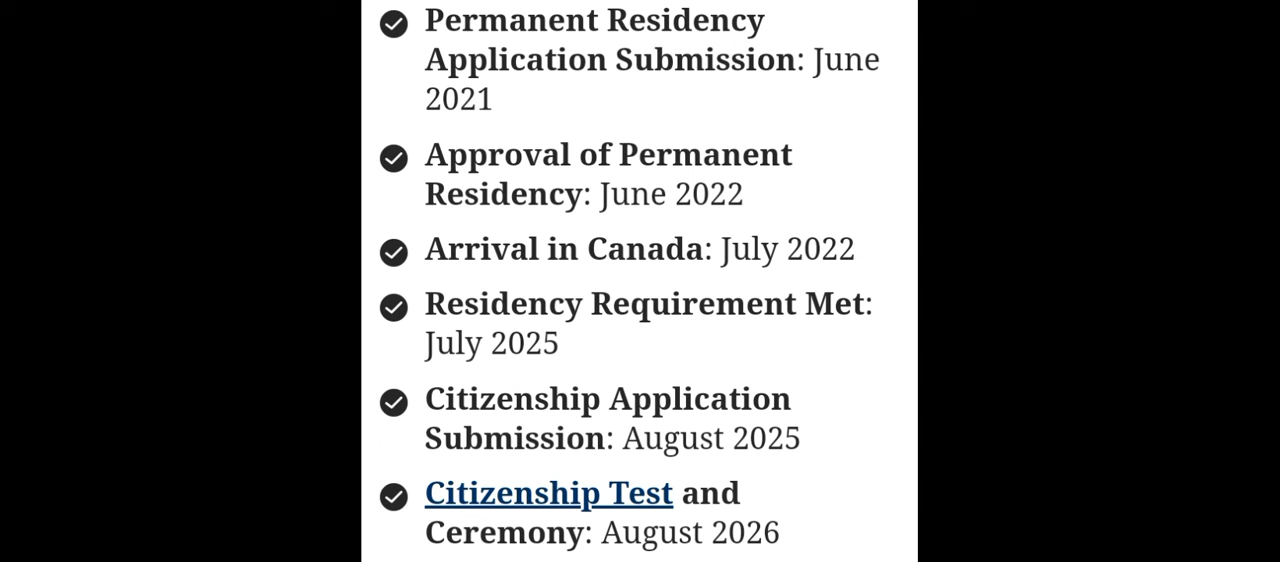 Permanent Residency
Application Submission: June
2021
Approval of Permanent
Residency: June 2022
Arrival in Canada: July 2022
Residency Requirement Met:
July 2025
Citizenship Application
Submission: August 2025
Citizenship Test and
Ceremony: August 2026